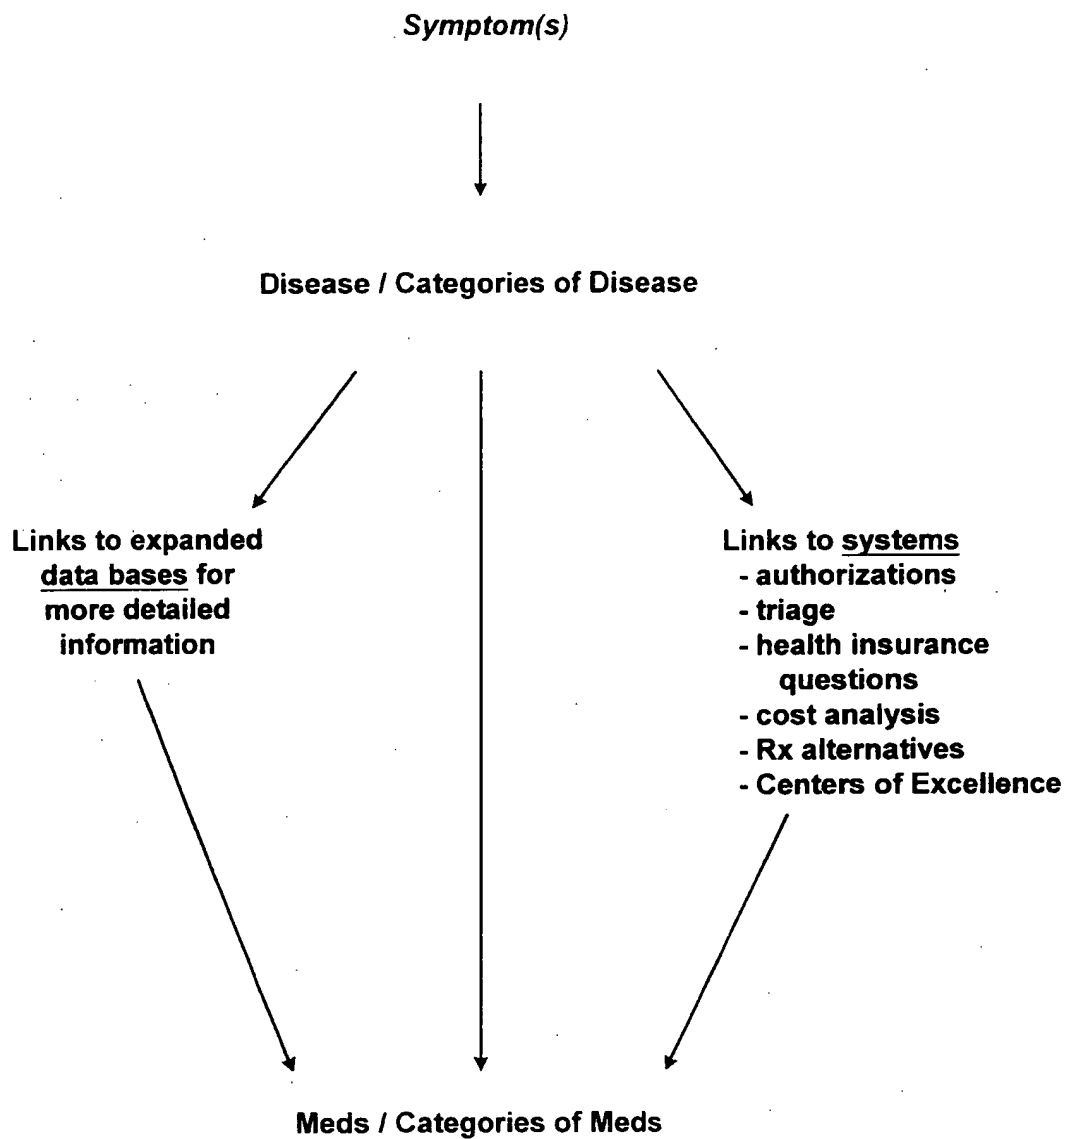 Symptom(s)
Disease / Categories of Disease
Links to expanded
data bases for
more detailed
information
Links to systems
- authorizations
- triage
- health insurance
questions
- cost analysis
- Rx alternatives
- Centers of Excellence
Meds / Categories of Meds